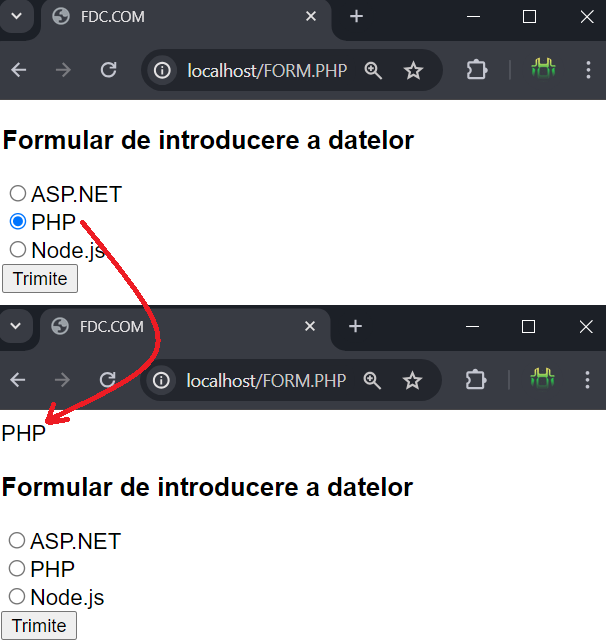 FDC.COM
localhost/FORM.PHP
Formular de introducere a datelor
ASP.NET
PHP
Node.js
Trimite
FDC.COM
localhost/FORM.PHP
PHP
Formular de introducere a datelor
ASP.NET
PHP
Node.js
Trimite